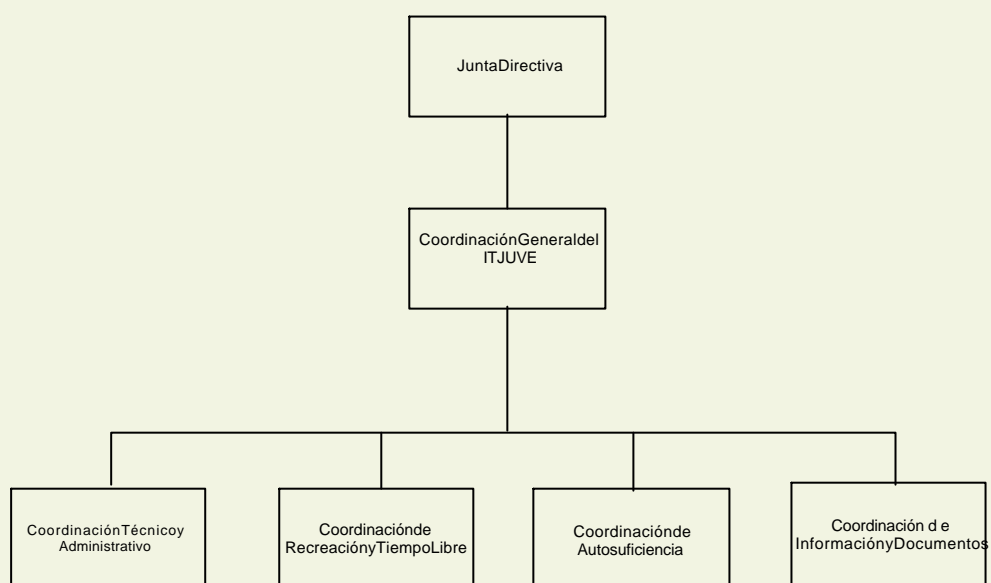 JuntaDirectiva
CoordinaciónGeneraldel
ITJUVE
CoordinaciónTécnicoy
Administrativo
Coordinaciónde
RecreaciónyTiempoLibre
Coordinaciónde
Autosuficiencia
Coordinación d e
InformaciónyDocumentos